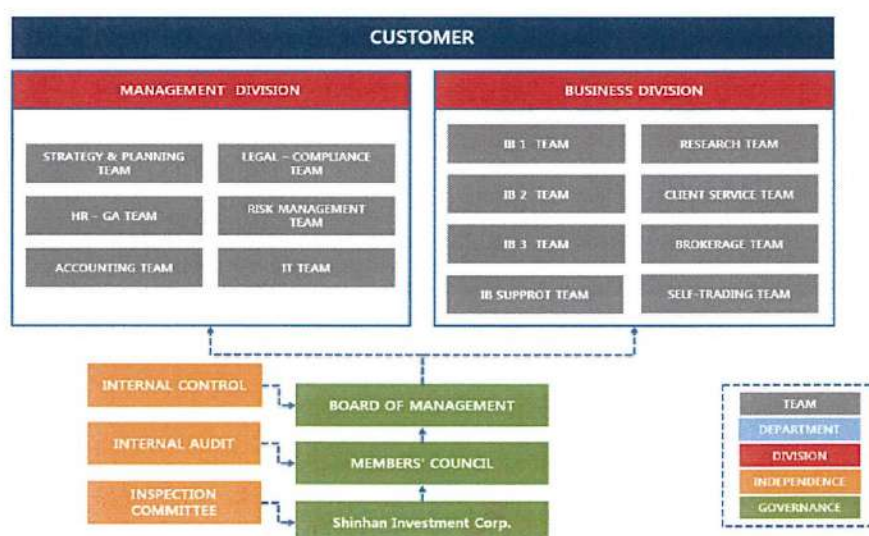 CUSTOMER
MANAGEMENT DIVISION
STRATEGY & PLANNING
TEAM
LEGAL – COMPLIANCE
TEAM
HR – GA TEAM
RISK MANAGEMENT
TEAM
ACCOUNTING TEAM
IT TEAM
BUSINESS DIVISION
IB 1 TEAM
RESEARCH TEAM
IB 2 TEAM
CLIENT SERVICE TEAM
IB 3 TEAM
BROKERAGE TEAM
IB SUPPROT TEAM
SELF-TRADING TEAM
INTERNAL CONTROL
BOARD OF MANAGEMENT
INTERNAL AUDIT
MEMBERS' COUNCIL
INSPECTION
COMMITTEE
Shinhan Investment Corp.
TEAM
DEPARTMENT
DIVISION
INDEPENDENCE
GOVERNANCE